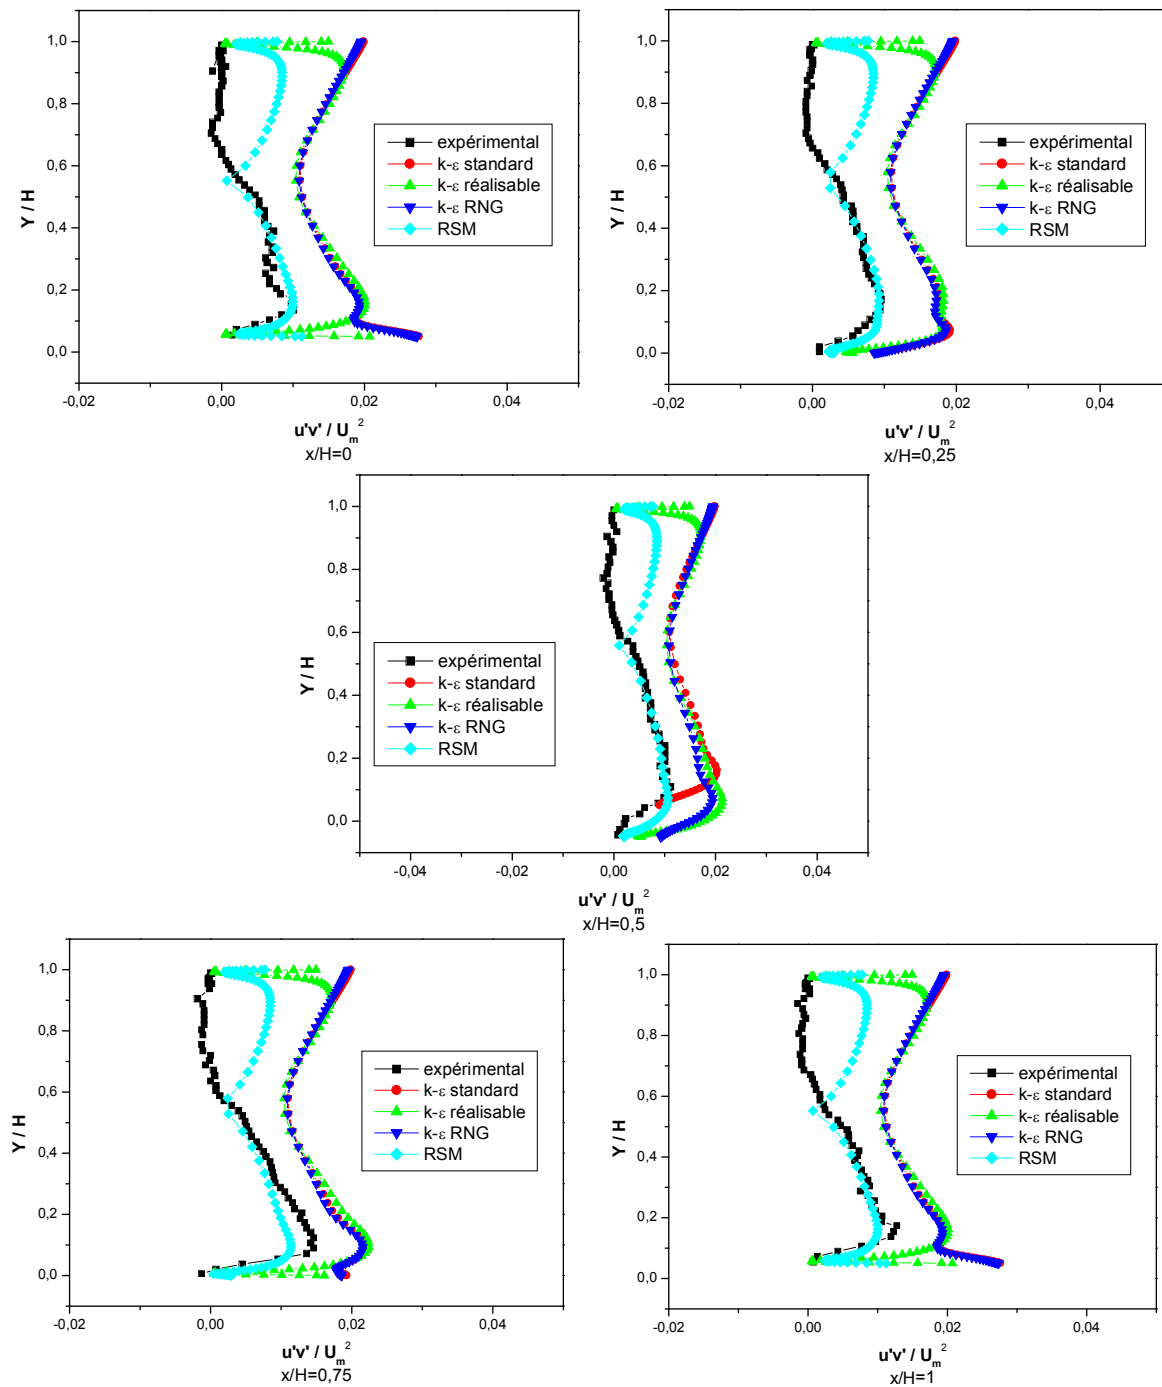 1,0
0,8
0,6
0,4
0,2
0,0
Y / H
-0,02
0,00
0,02
0,04
u'v' / U_m^2
x/H=0
expérimental
k-ε standard
k-ε réalisable
k-ε RNG
RSM
1,0
0,8
0,6
0,4
0,2
0,0
Y / H
-0,02
0,00
0,02
0,04
u'v' / U_m^2
x/H=0,25
expérimental
k-ε standard
k-ε réalisable
k-ε RNG
RSM
1,0
0,8
0,6
0,4
0,2
0,0
Y / H
-0,04
-0,02
0,00
0,02
0,04
u'v' / U_m^2
x/H=0,5
expérimental
k-ε standard
k-ε réalisable
k-ε RNG
RSM
1,0
0,8
0,6
0,4
0,2
0,0
Y / H
-0,02
0,00
0,02
0,04
u'v' / U_m^2
x/H=0,75
expérimental
k-ε standard
k-ε réalisable
k-ε RNG
RSM
1,0
0,8
0,6
0,4
0,2
0,0
Y / H
-0,02
0,00
0,02
0,04
u'v' / U_m^2
x/H=1
expérimental
k-ε standard
k-ε réalisable
k-ε RNG
RSM